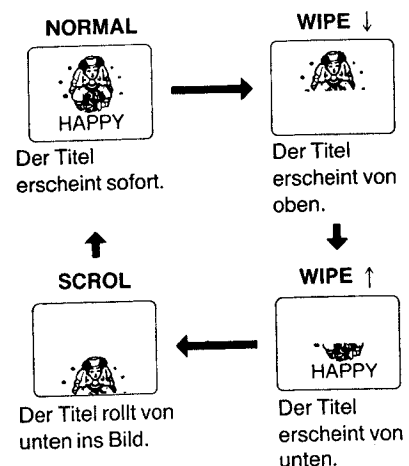 NORMAL
HAPPY
Der Titel
erscheint sofort.
WIPE ↓
Der Titel
erscheint von
oben.
WIPE ↑
HAPPY
Der Titel
erscheint von
unten.
SCROL
Der Titel rollt von
unten ins Bild.